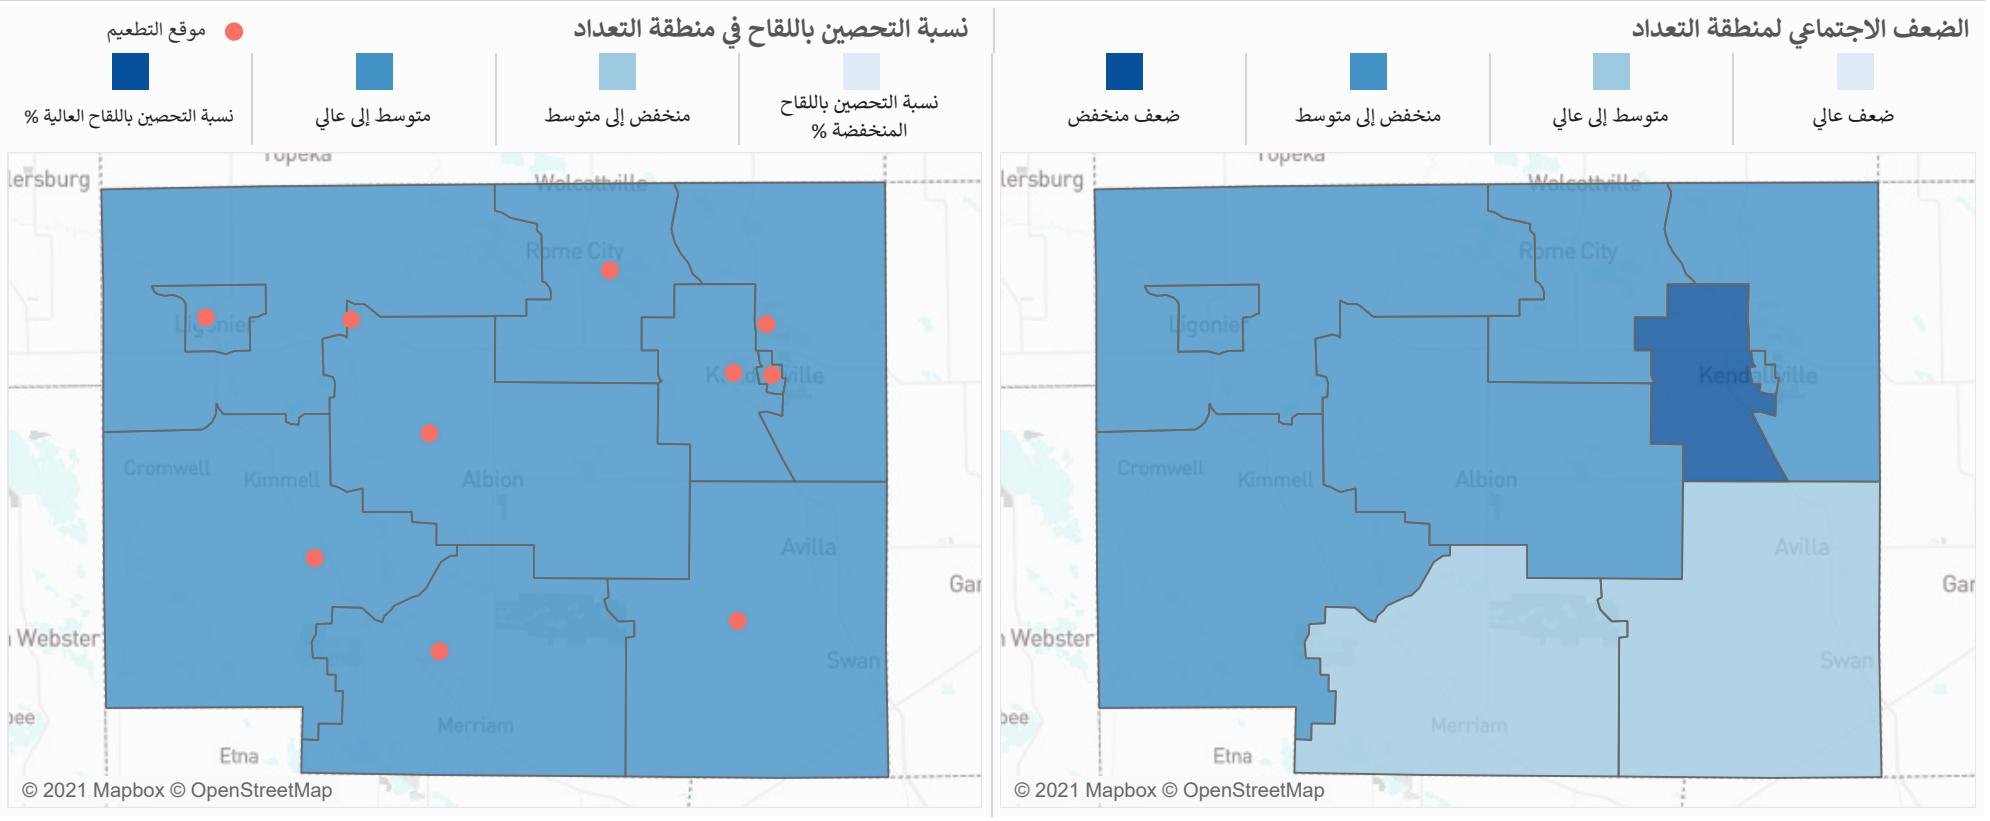 الضعف الاجتماعي لمنطقة التعداد
ضعف عالي
متوسط إلى عالي
منخفض إلى متوسط
ضعف منخفض
Topeka
lersburg
Wolcottville
Rome City
Ligonier
Kendallville
Cromwell
Kimmell
Albion
Avilla
Gar
Webster
Swan
Merriam
Etna
© 2021 Mapbox © OpenStreetMap
نسبة التحصين باللقاح في منطقة التعداد
موقع التطعيم
نسبة التحصين باللقاح
المنخفضة %
منخفض إلى متوسط
متوسط إلى عالي
نسبة التحصين باللقاح العالية %
Topeka
lersburg
Wolcottville
Rome City
Ligonier
Kendallville
Cromwell
Kimmell
Albion
Avilla
Gar
Webster
Swan
Merriam
Etna
© 2021 Mapbox © OpenStreetMap